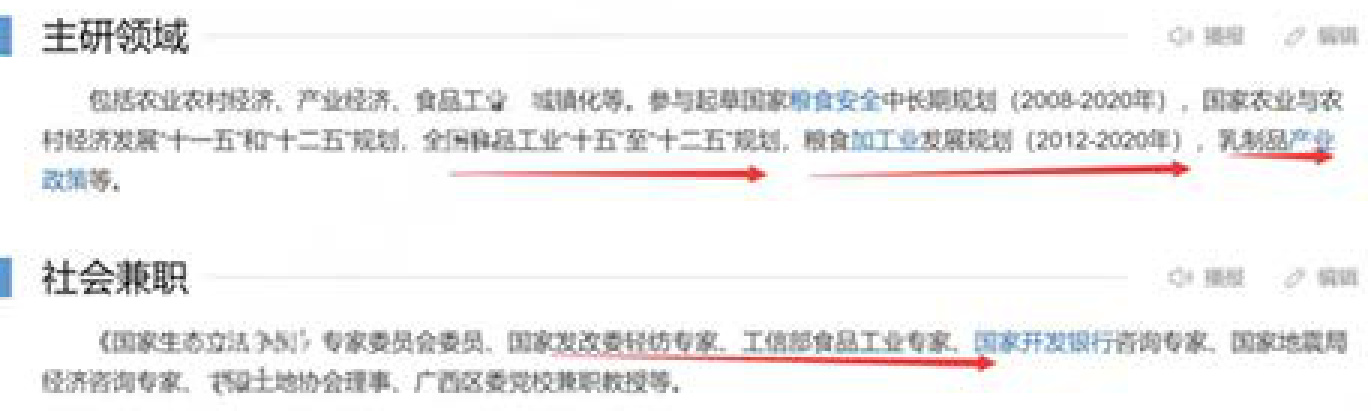 主研领域
播报 编辑
包括农业农村经济、产业经济、食品工业 城镇化等。参与起草国家粮食安全中长期规划（2008-2020年）, 国家农业与农
村经济发展“十一五”和“十二五”规划, 全国食品工业“十五”至“十二五”规划, 粮食加工业发展规划（2012-2020年）, 乳制品产业
政策等。
社会兼职
播报 编辑
《国家生态立法 》专家委员会委员、国家发改委轻纺专家、工信部食品工业专家、国家开发银行咨询专家、国家地震局
经济咨询专家、 土地协会理事、广西区委党校兼职教授等。